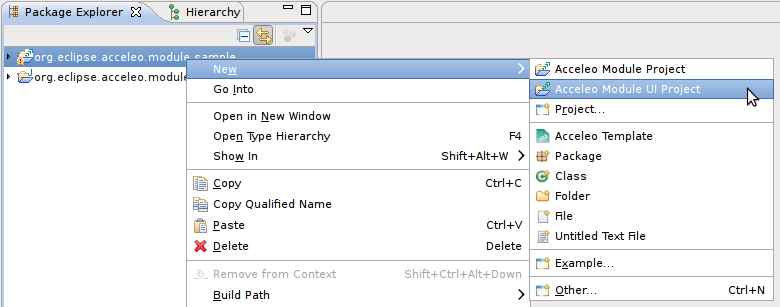 Package Explorer
Hierarchy
org.eclipse.acceleo.module.sample
org.eclipse.acceleo.modul
New
Go Into
Open in New Window
Open Type Hierarchy F4
Show In Shift+Alt+W
Copy Ctrl+C
Copy Qualified Name
Paste Ctrl+V
Delete Delete
Remove from Context Shift+Ctrl+Alt+Down
Build Path
Acceleo Module Project
Acceleo Module UI Project
Project...
Acceleo Template
Package
Class
Folder
File
Untitled Text File
Example...
Other... Ctrl+N